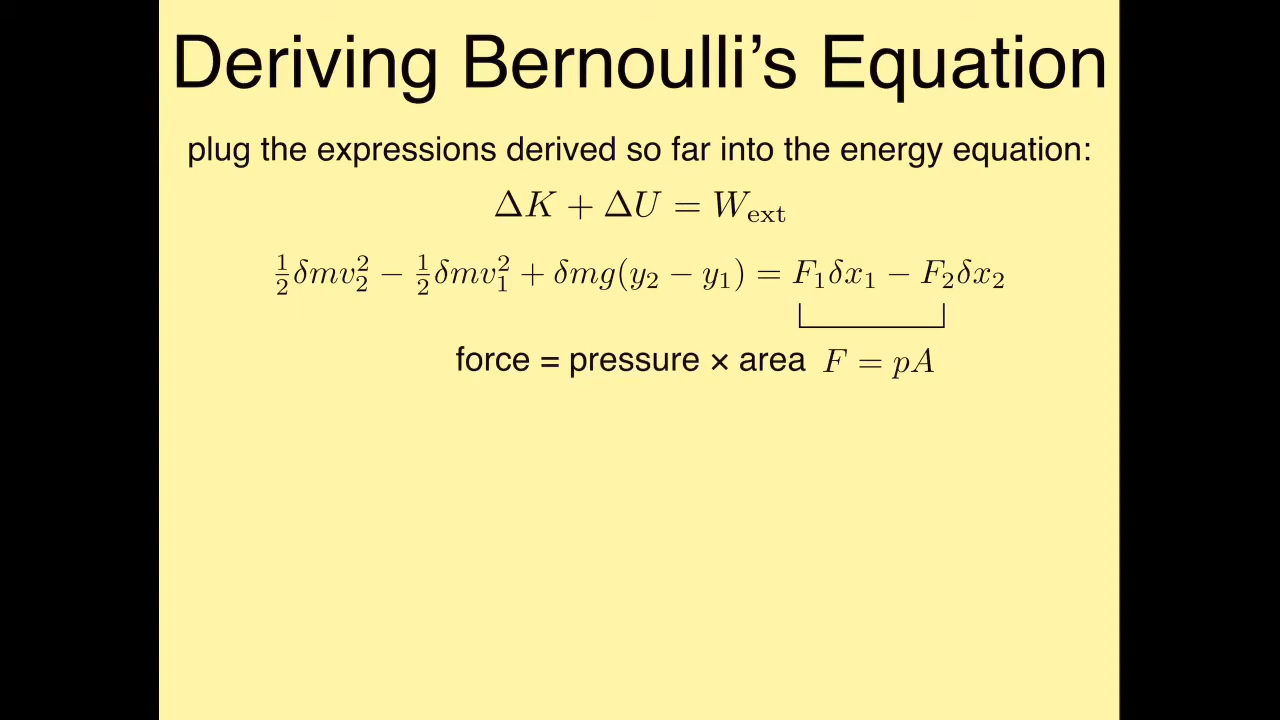 Deriving Bernoulli’s Equation
plug the expressions derived so far into the energy equation:
ΔK + ΔU = W_ext
½δmv₂² − ½δmv₁² + δmg(y₂ − y₁) = F₁δx₁ − F₂δx₂
force = pressure × area F = pA